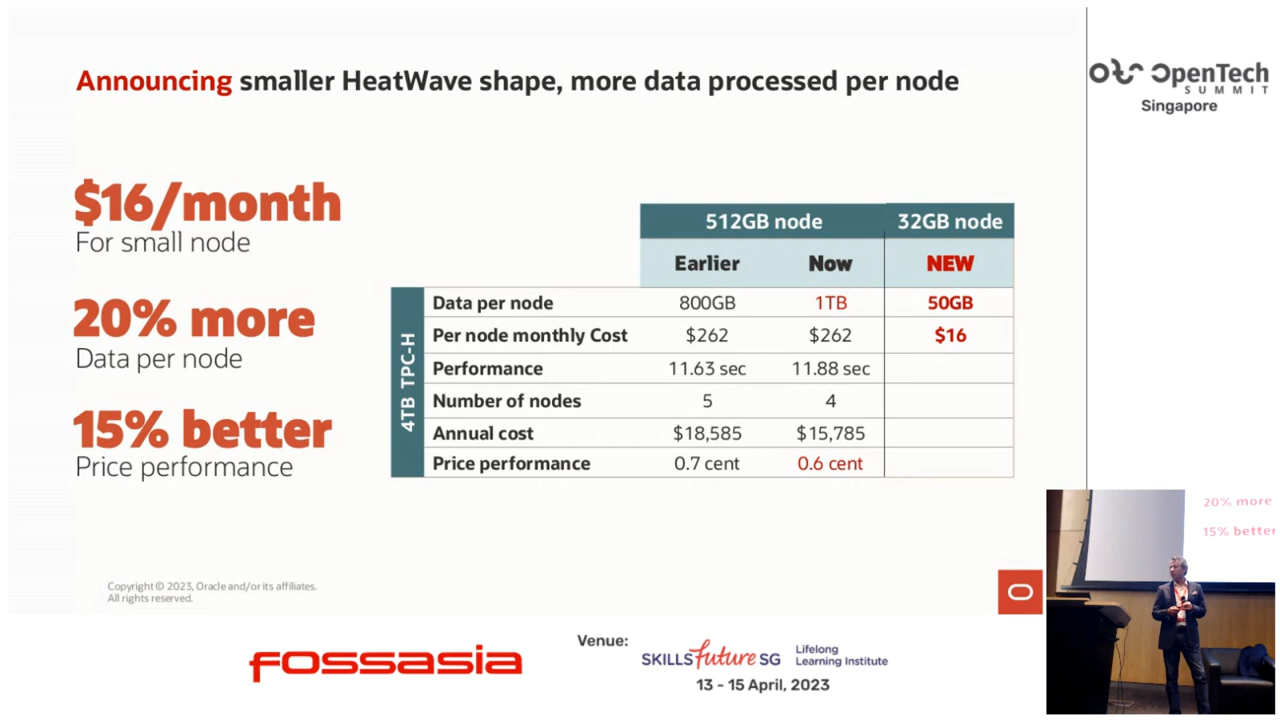 Announcing smaller HeatWave shape, more data processed per node
OpenTech
SUMMIT
Singapore
$16/month
For small node
20% more
Data per node
15% better
Price performance
512GB node 32GB node
Earlier Now NEW
4TB TPC-H
Data per node 800GB 1TB 50GB
Per node monthly Cost $262 $262 $16
Performance 11.63 sec 11.88 sec
Number of nodes 5 4
Annual cost $18,585 $15,785
Price performance 0.7 cent 0.6 cent
20% more
15% better
Copyright © 2023, Oracle and/or its affiliates.
All rights reserved.
fossasia
Venue:
SKILLS future SG
Lifelong
Learning Institute
13 - 15 April, 2023